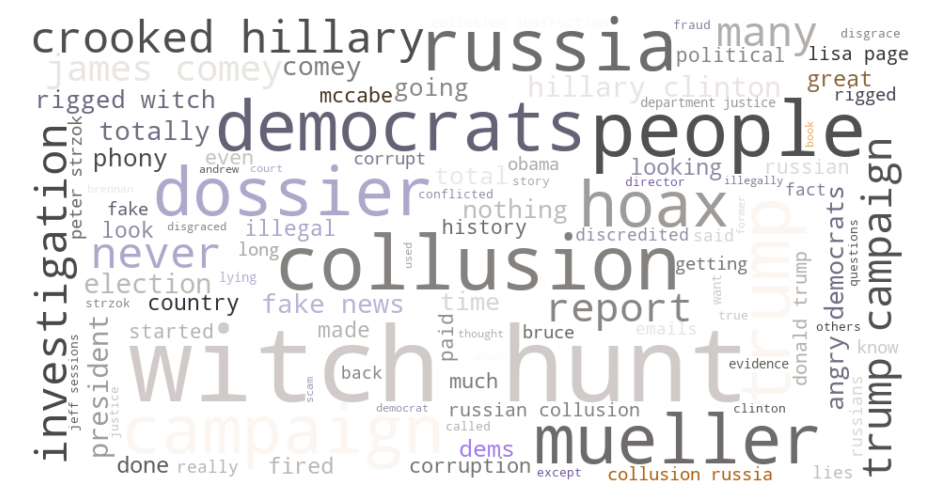 collusion obstruction
crooked hillary
russia
fraud
many
disgrace
political
lisa page
james comey
comey
going
hillary clinton
great
rigged witch
mccabe
department justice
rigged
totally
democrats
people
book
investigation
peter strzok
phony
even
andrew
court
corrupt
obama
story
looking
director
illegally
russian
fact
brennan
dossier
total
conflicted
nothing
hoax
former
trump
fake
look
disgraced
illegal
history
discredited
said
angry democrats
questions
trump campaign
never
long
collusion
used
getting
election
lying
strzok
country
fake news
time
report
want
true
donald trump
started
made
paid
thought
bruce
emails
others
know
president
jeff sessions
justice
witch hunt
back
much
evidence
scam
campaign
democrat
russian collusion
called
clinton
mueller
russians
dems
done
really
fired
corruption
except
collusion russia
lies